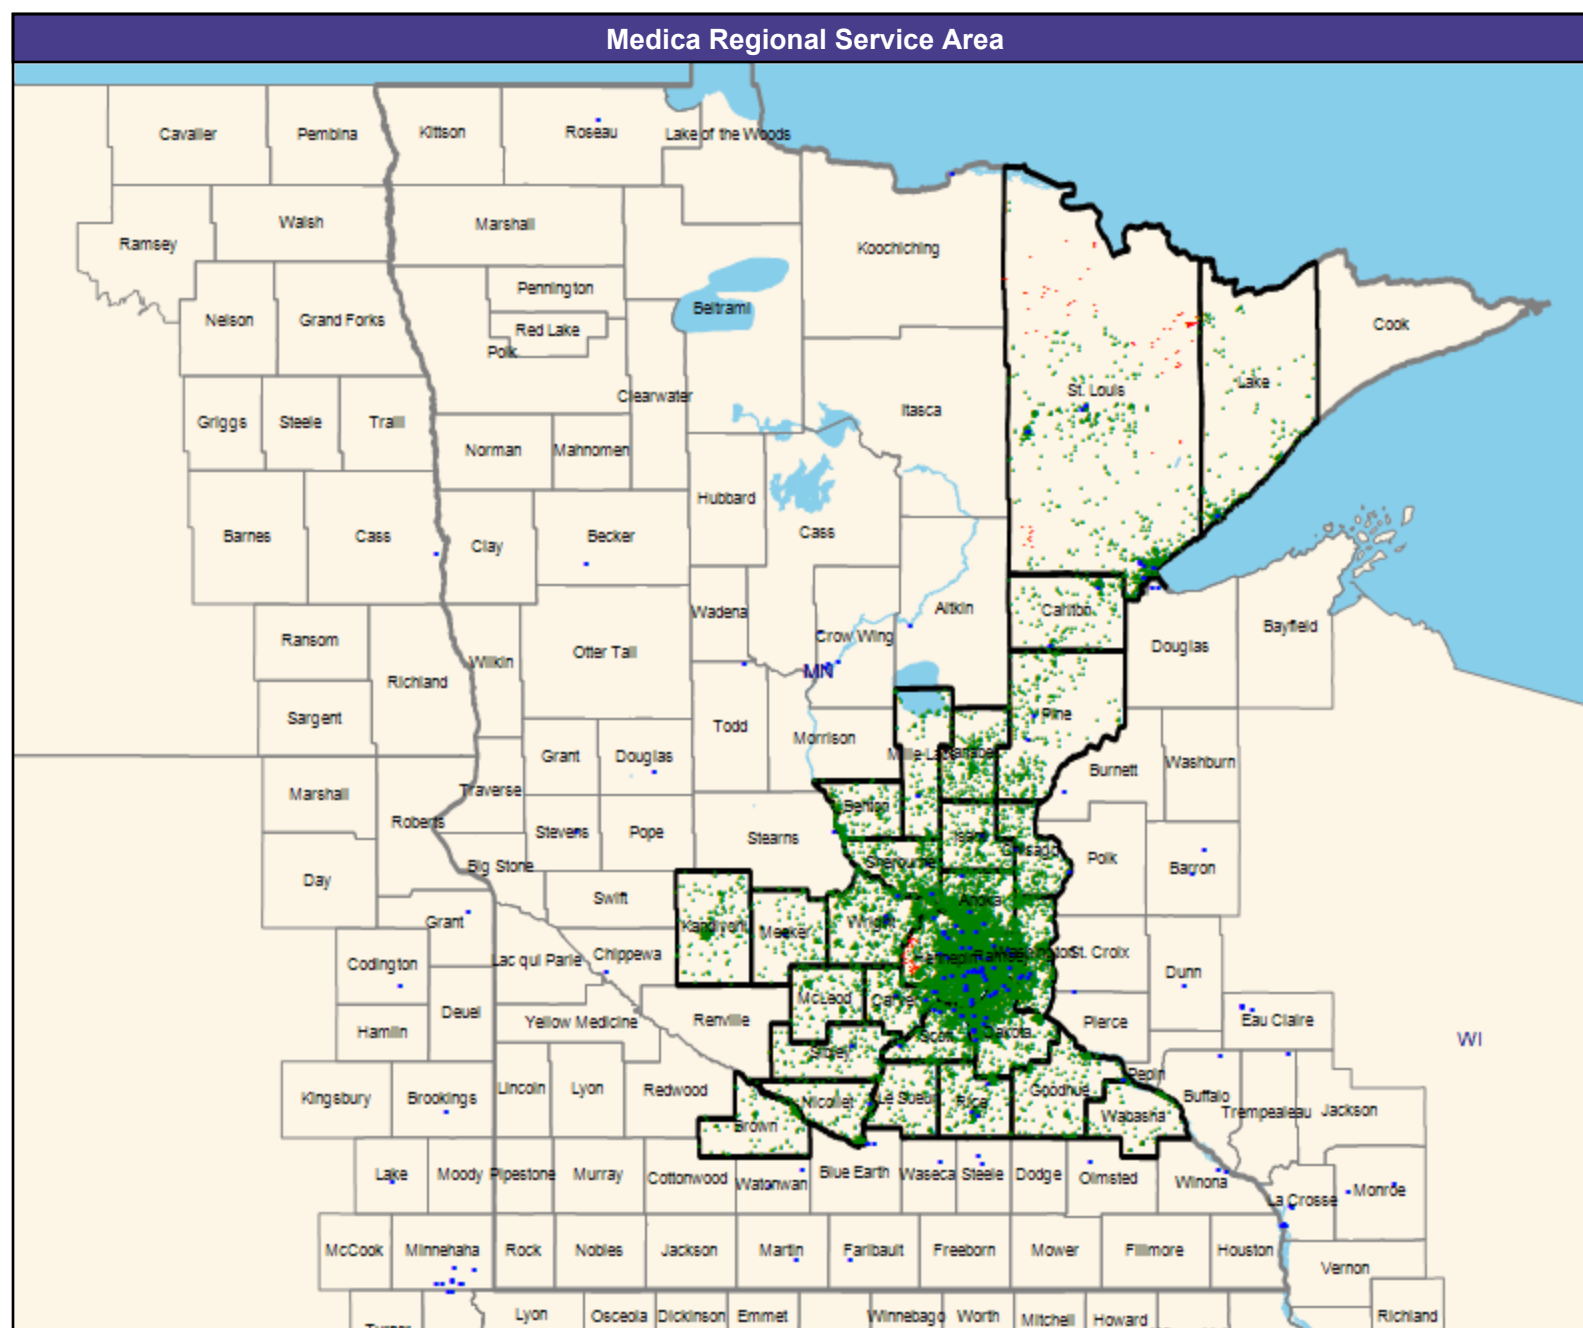 Medica Regional Service Area
Cavalier
Pembina
Kittson
Roseau
Lake of the Woods
Ramsey
Walsh
Marshall
Koochiching
Nelson
Grand Forks
Pennington
Red Lake
Polk
Beltrami
Cook
Griggs
Steele
Traill
Clearwater
Itasca
St. Louis
Lake
Norman
Mahnomen
Hubbard
Cass
Barnes
Cass
Clay
Becker
Wadena
Crow Wing
Aitkin
Carlton
Douglas
Bayfield
Ransom
Richland
Wilkin
Otter Tail
MN
Sargent
Todd
Morrison
Pine
Grant
Douglas
Mille Lacs
Burnett
Washburn
Marshall
Roberts
Traverse
Stevens
Pope
Stearns
Benton
Isanti
Chisago
Polk
Barron
Day
Big Stone
Swift
Sherburne
Anoka
Grant
Kandiyohi
Meeker
Wright
Hennepin
Ramsey
Washington
St. Croix
Codington
Lac qui Parle
Chippewa
Dunn
Deuel
McLeod
Carver
Hamlin
Yellow Medicine
Renville
Scott
Dakota
Pierce
Eau Claire
WI
Sibley
Pepin
Kingsbury
Brookings
Lincoln
Lyon
Redwood
Brown
Nicollet
Le Sueur
Rice
Goodhue
Wabasha
Buffalo
Trempealeau
Jackson
Lake
Moody
Pipestone
Murray
Cottonwood
Watonwan
Blue Earth
Waseca
Steele
Dodge
Olmsted
Winona
La Crosse
Monroe
McCook
Minnehaha
Rock
Nobles
Jackson
Martin
Faribault
Freeborn
Mower
Fillmore
Houston
Vernon
Lyon
Osceola
Dickinson
Emmet
Winnebago
Worth
Mitchell
Howard
Richland